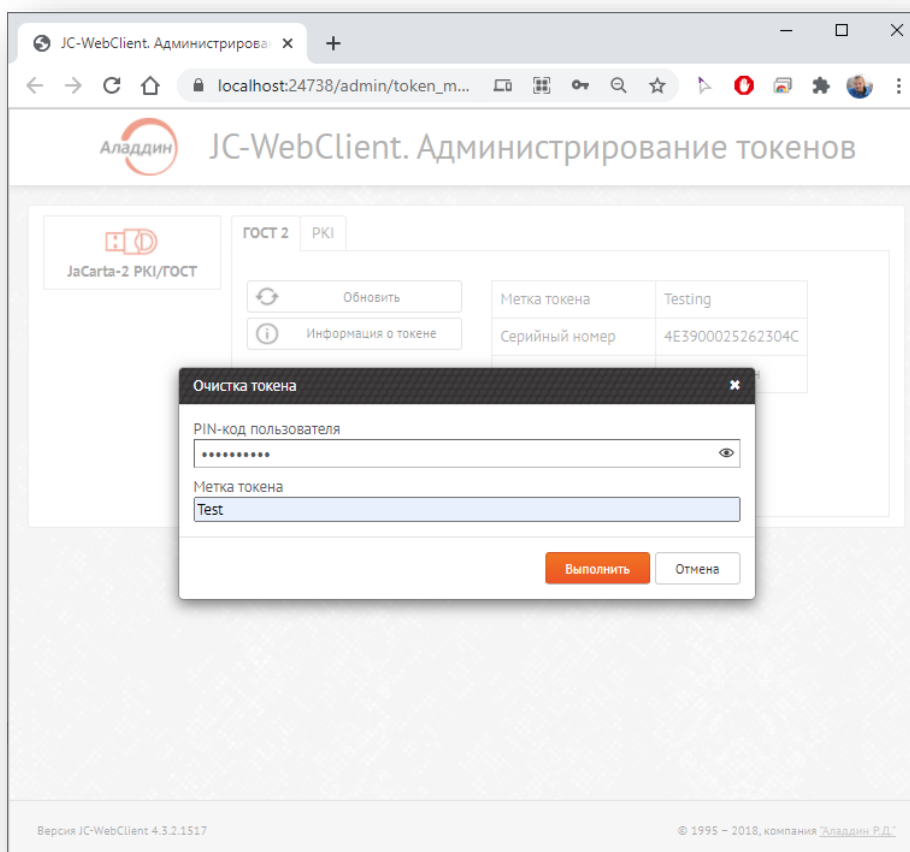 JC-WebClient. Администрирова
localhost:24738/admin/token_m...
Аладдин
JC-WebClient. Администрирование токенов
JaCarta-2 PKI/ГОСТ
ГОСТ 2 PKI
Обновить
Информация о токене
Метка токена Testing
Серийный номер 4E3900025262304C
Очистка токена
PIN-код пользователя
••••••••••
Метка токена
Test
Выполнить Отмена
Версия JC-WebClient 4.3.2.1517
© 1995 – 2018, компания "Аладдин Р.Д."